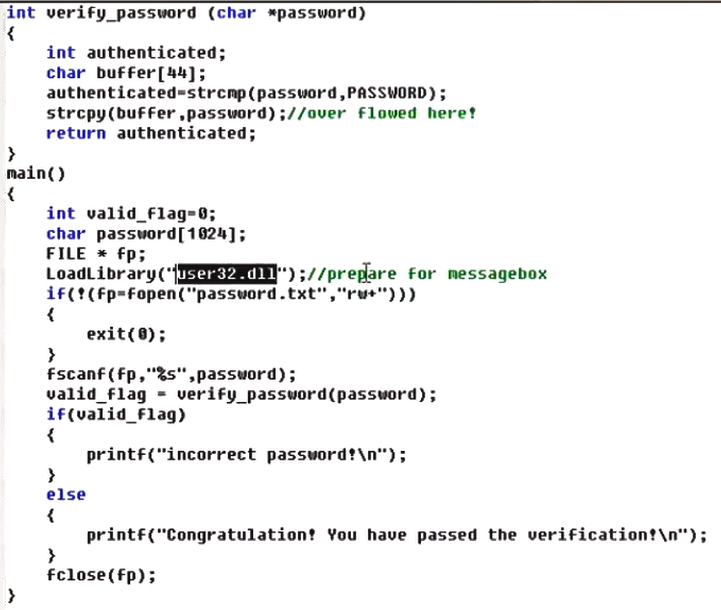 int verify_password (char *password)
{
    int authenticated;
    char buffer[44];
    authenticated=strcmp(password,PASSWORD);
    strcpy(buffer,password);//over flowed here!
    return authenticated;
}
main()
{
    int valid_flag=0;
    char password[1024];
    FILE * fp;
    LoadLibrary("user32.dll");//prepare for messagebox
    if(!(fp=fopen("password.txt","rw+")))
    {
        exit(0);
    }
    fscanf(fp,"%s",password);
    valid_flag = verify_password(password);
    if(valid_flag)
    {
        printf("incorrect password!\n");
    }
    else
    {
        printf("Congratulation! You have passed the verification!\n");
    }
    fclose(fp);
}